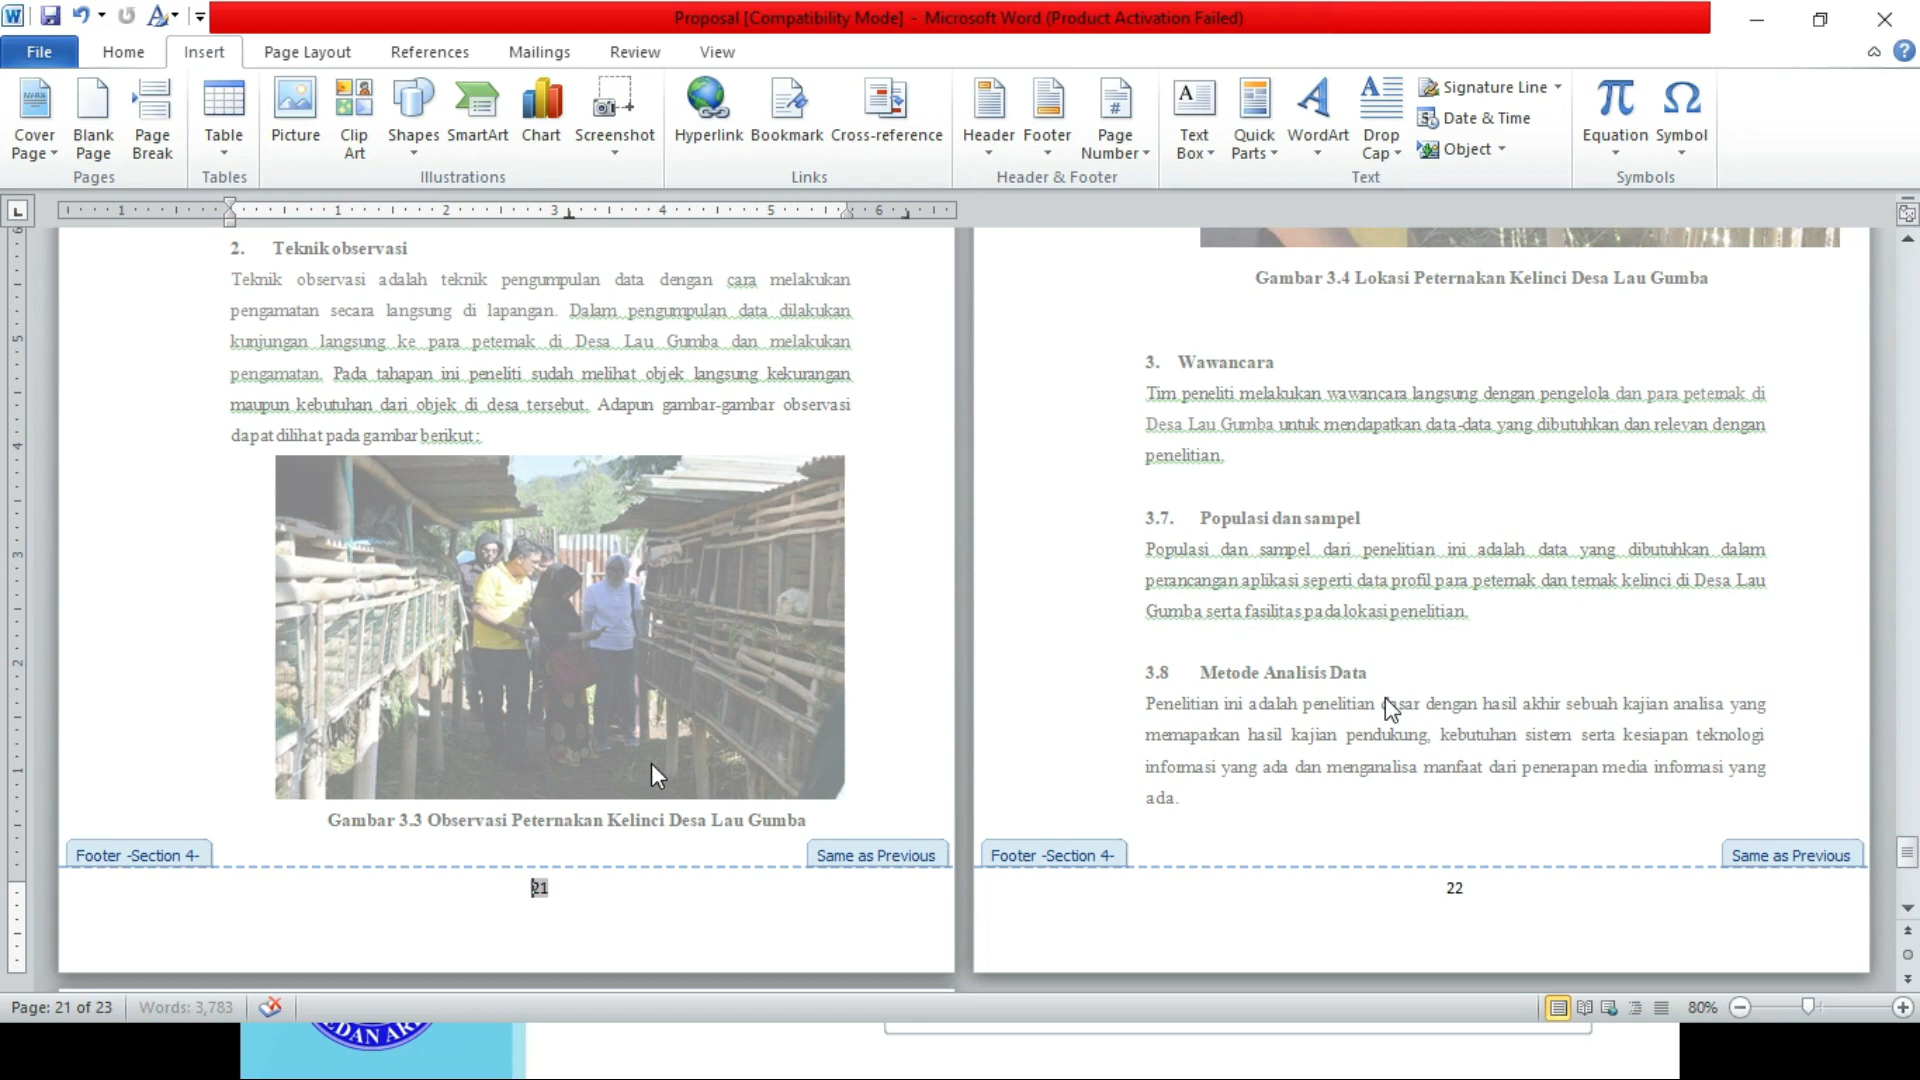 Proposal [Compatibility Mode] - Microsoft Word (Product Activation Failed)
File Home Insert Page Layout References Mailings Review View
Cover Page
Blank Page
Page Break
Pages
Table
Tables
Picture
Clip Art
Shapes
SmartArt
Chart
Screenshot
Illustrations
Hyperlink
Bookmark
Cross-reference
Links
Header
Footer
Page Number
Header & Footer
Text Box
Quick Parts
WordArt
Drop Cap
Signature Line
Date & Time
Object
Text
Equation
Symbol
Symbols
2. Teknik observasi
Teknik observasi adalah teknik pengumpulan data dengan cara melakukan
pengamatan secara langsung di lapangan. Dalam pengumpulan data dilakukan
kunjungan langsung ke para peternak di Desa Lau Gumba dan melakukan
pengamatan. Pada tahapan ini peneliti sudah melihat objek langsung kekurangan
maupun kebutuhan dari objek di desa tersebut. Adapun gambar-gambar observasi
dapat dilihat pada gambar berikut :
Gambar 3.3 Observasi Peternakan Kelinci Desa Lau Gumba
Footer -Section 4-
Same as Previous
21
Gambar 3.4 Lokasi Peternakan Kelinci Desa Lau Gumba
3. Wawancara
Tim peneliti melakukan wawancara langsung dengan pengelola dan para peternak di
Desa Lau Gumba untuk mendapatkan data-data yang dibutuhkan dan relevan dengan
penelitian.
3.7. Populasi dan sampel
Populasi dan sampel dari penelitian ini adalah data yang dibutuhkan dalam
perancangan aplikasi seperti data profil para peternak dan ternak kelinci di Desa Lau
Gumba serta fasilitas pada lokasi penelitian.
3.8 Metode Analisis Data
Penelitian ini adalah penelitian dasar dengan hasil akhir sebuah kajian analisa yang
memaparkan hasil kajian pendukung, kebutuhan sistem serta kesiapan teknologi
informasi yang ada dan menganalisa manfaat dari penerapan media informasi yang
ada.
Footer -Section 4-
Same as Previous
22
Page: 21 of 23
Words: 3,783
80%